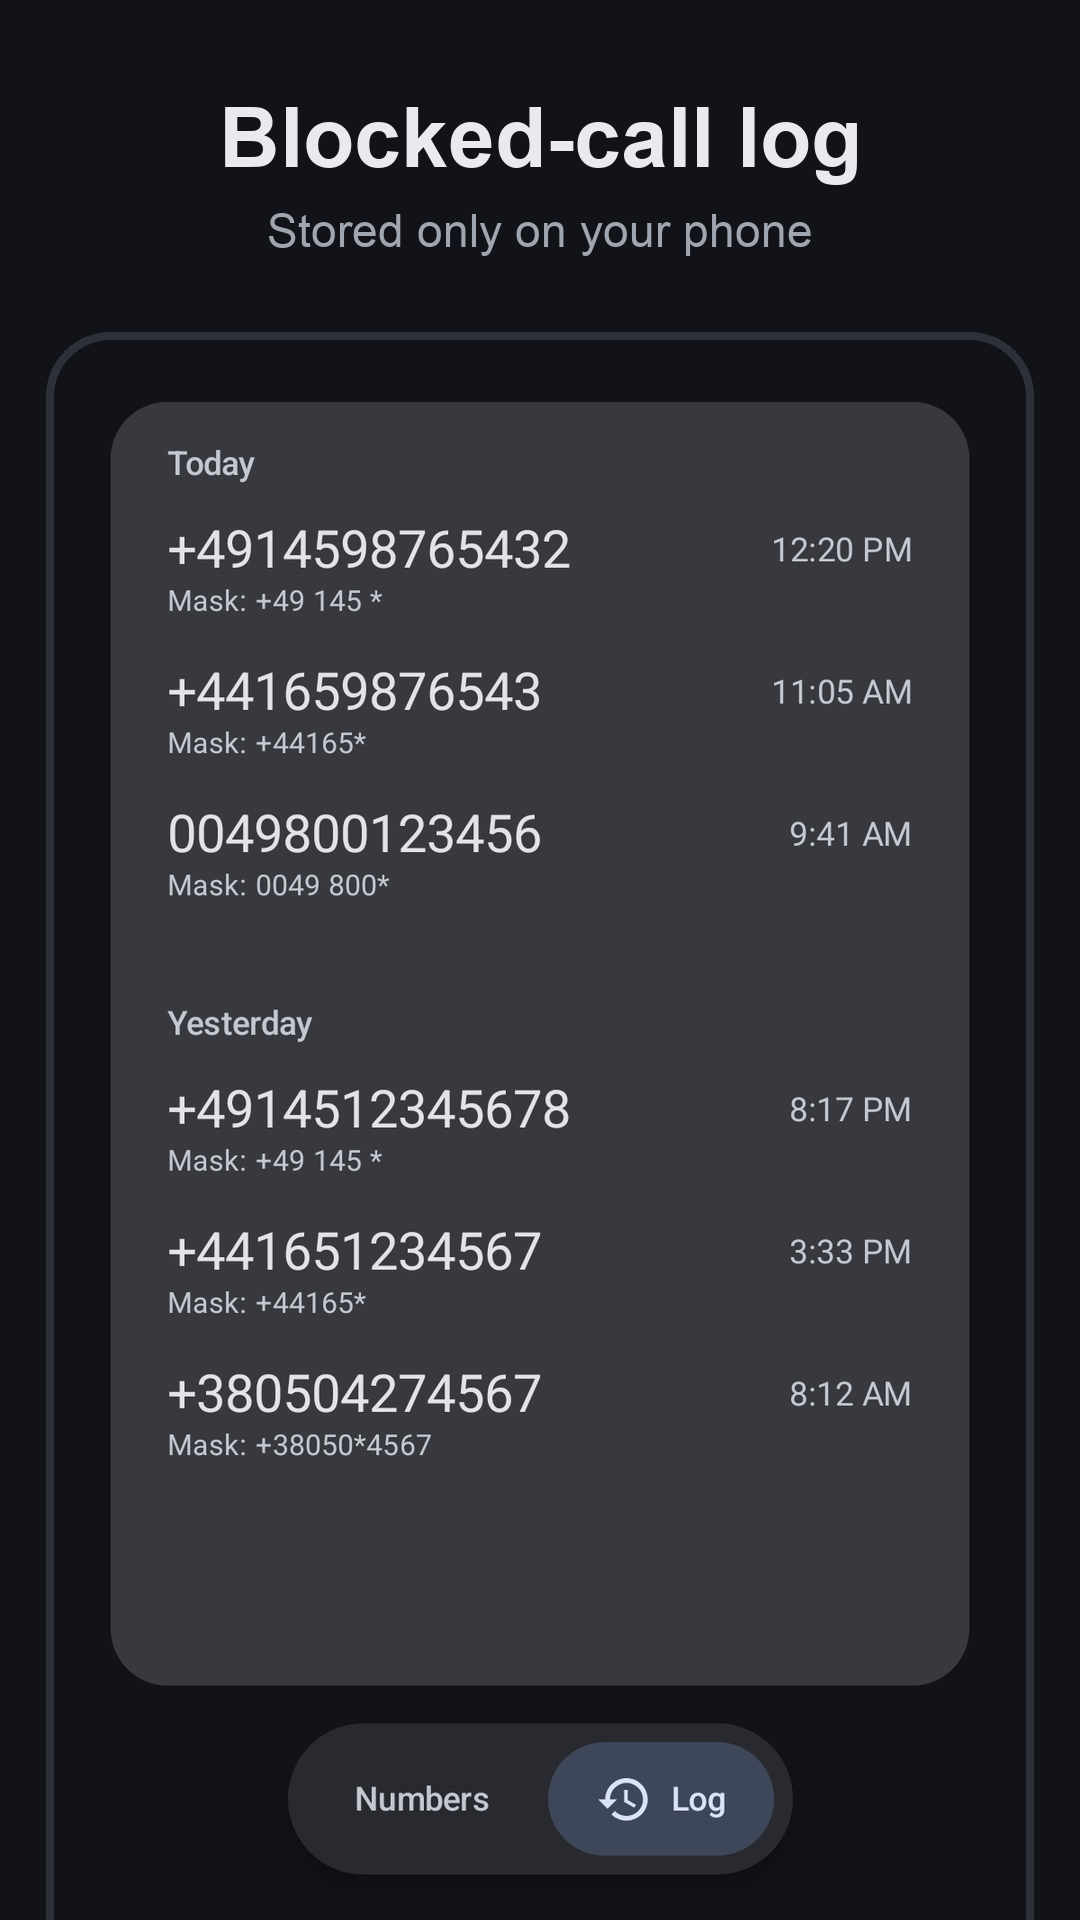 Blocked-call log
Stored only on your phone
Today
+4914598765432 12:20 PM
Mask: +49 145 *
+441659876543 11:05 AM
Mask: +44165*
0049800123456 9:41 AM
Mask: 0049 800*
Yesterday
+4914512345678 8:17 PM
Mask: +49 145 *
+441651234567 3:33 PM
Mask: +44165*
+380504274567 8:12 AM
Mask: +38050*4567
Numbers Log